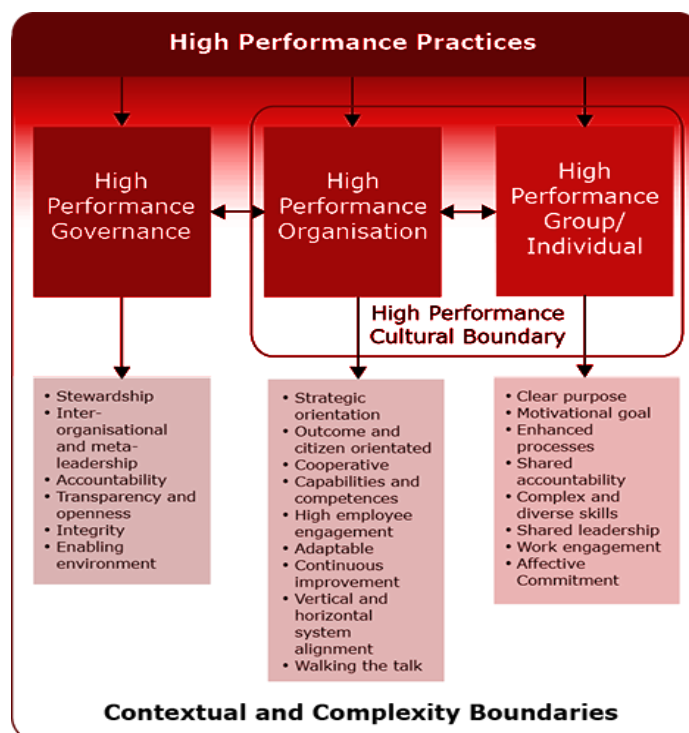 High Performance Practices
High
Performance
Governance
High
Performance
Organisation
High
Performance
Group/
Individual
High Performance
Cultural Boundary
• Stewardship
• Inter-
organisational
and meta-
leadership
• Accountability
• Transparency and
openness
• Integrity
• Enabling
environment
• Strategic
orientation
• Outcome and
citizen orientated
• Cooperative
• Capabilities and
competences
• High employee
engagement
• Adaptable
• Continuous
improvement
• Vertical and
horizontal
system
alignment
• Walking the talk
• Clear purpose
• Motivational goal
• Enhanced
processes
• Shared
accountability
• Complex and
diverse skills
• Shared leadership
• Work engagement
• Affective
Commitment
Contextual and Complexity Boundaries